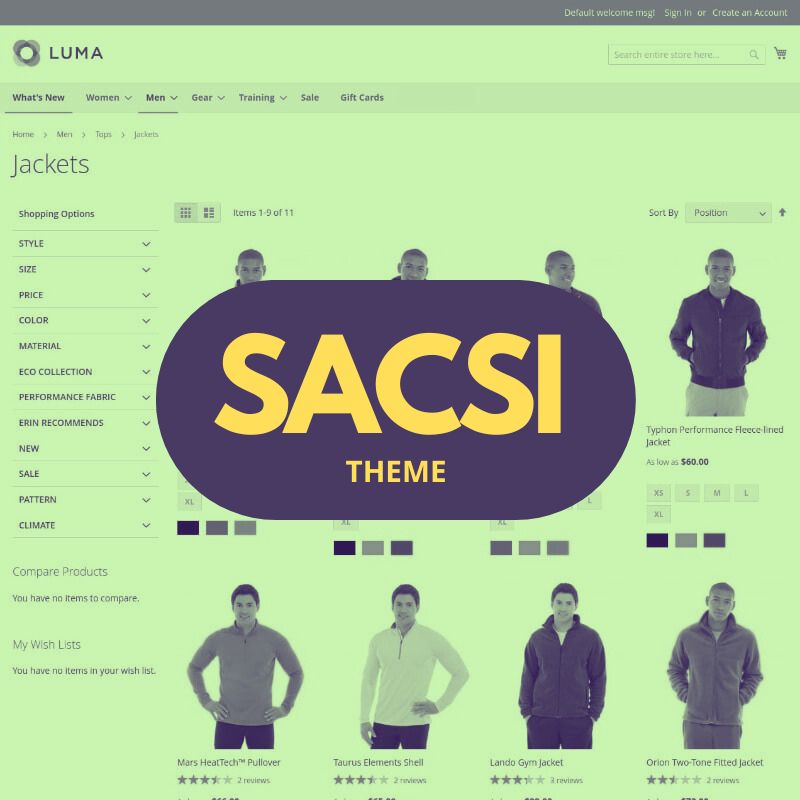 Default welcome msg! Sign In or Create an Account
LUMA
Search entire store here...
What's New Women Men Gear Training Sale Gift Cards
Home > Men > Tops > Jackets
Jackets
Shopping Options
Items 1-9 of 11
Sort By Position
STYLE
SIZE
PRICE
COLOR
MATERIAL
ECO COLLECTION
PERFORMANCE FABRIC
ERIN RECOMMENDS
NEW
SALE
PATTERN
CLIMATE
SACSI
THEME
Typhon Performance Fleece-lined
Jacket
As low as $60.00
XS S M L
XL
XL
XL
L
XL
Compare Products
You have no items to compare.
My Wish Lists
You have no items in your wish list.
Mars HeatTech™ Pullover
2 reviews
Taurus Elements Shell
2 reviews
Lando Gym Jacket
3 reviews
Orion Two-Tone Fitted Jacket
2 reviews